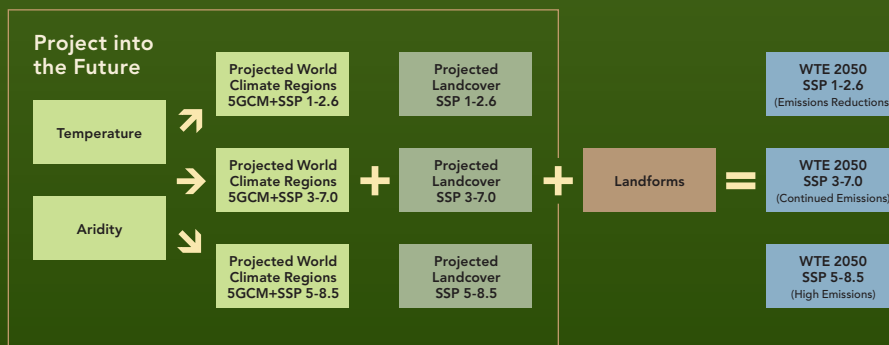 Project into
the Future
Temperature
Aridity
Projected World
Climate Regions
5GCM+SSP 1-2.6
Projected World
Climate Regions
5GCM+SSP 3-7.0
Projected World
Climate Regions
5GCM+SSP 5-8.5
+
Projected
Landcover
SSP 1-2.6
Projected
Landcover
SSP 3-7.0
Projected
Landcover
SSP 5-8.5
+
Landforms
=
WTE 2050
SSP 1-2.6
(Emissions Reductions
WTE 2050
SSP 3-7.0
(Continued Emissions)
WTE 2050
SSP 5-8.5
(High Emissions)